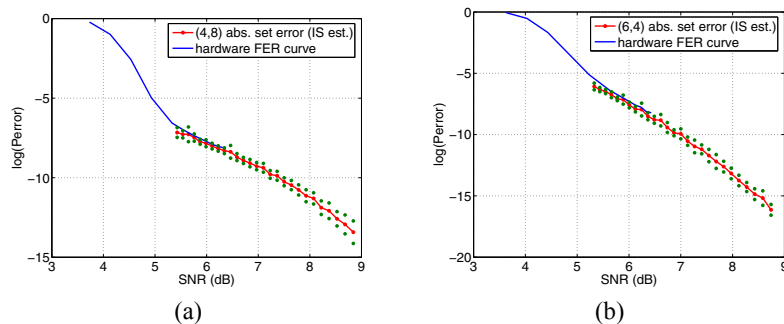 0
−5
−10
−15
log(Perror)
3 4 5 6 7 8 9
SNR (dB)
(4,8) abs. set error (IS est.)
hardware FER curve
(a)
0
−5
−10
−15
−20
log(Perror)
3 4 5 6 7 8 9
SNR (dB)
(6,4) abs. set error (IS est.)
hardware FER curve
(b)